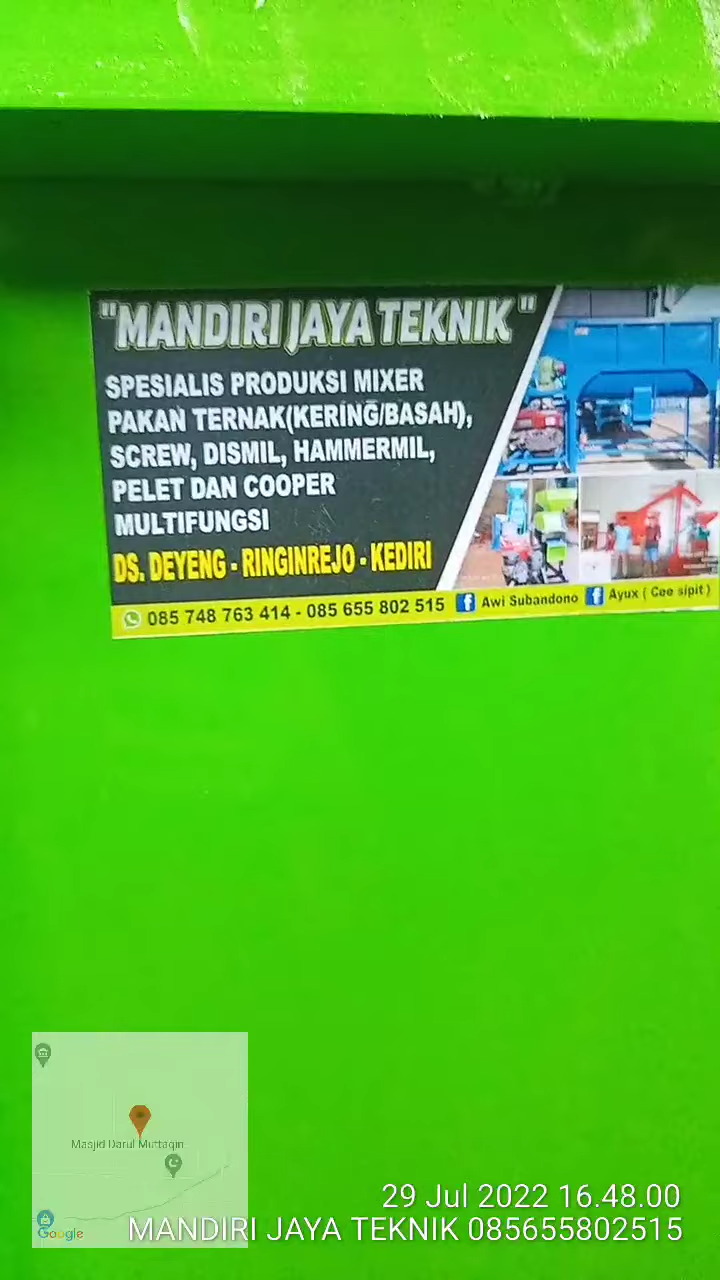 "MANDIRI JAYA TEKNIK"
SPESIALIS PRODUKSI MIXER
PAKAN TERNAK(KERING/BASAH),
SCREW, DISMIL, HAMMERMIL,
PELET DAN COOPER
MULTIFUNGSI
DS. DEYENG - RINGINREJO - KEDIRI
085 748 763 414 - 085 655 802 515 Awi Subandono Ayux ( Cee sipit )
Masjid Darul Muttaqin
Google
29 Jul 2022 16.48.00
MANDIRI JAYA TEKNIK 085655802515